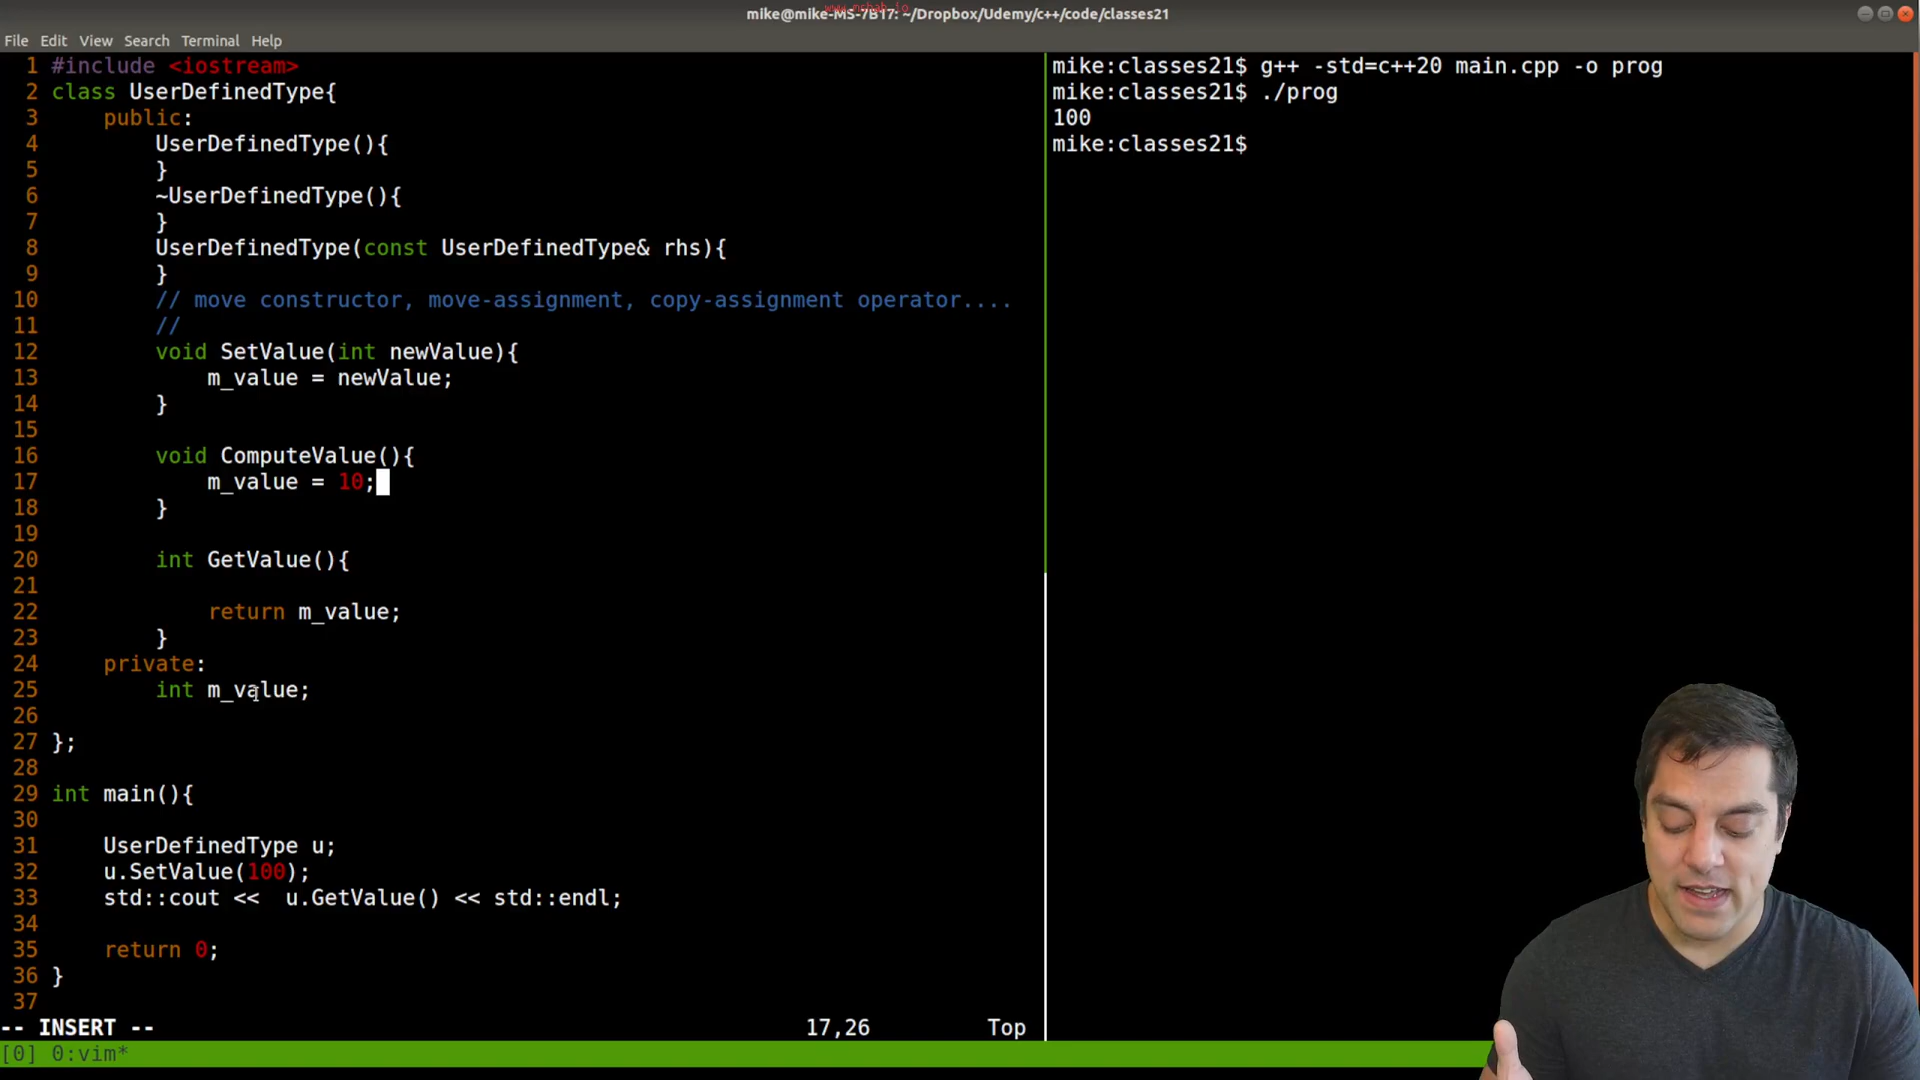 www.mshab.io
mike@mike-MS-7B17: ~/Dropbox/Udemy/c++/code/classes21
File Edit View Search Terminal Help
1 #include <iostream>
2 class UserDefinedType{
3 public:
4 UserDefinedType(){
5 }
6 ~UserDefinedType(){
7 }
8 UserDefinedType(const UserDefinedType& rhs){
9 }
10 // move constructor, move-assignment, copy-assignment operator....
11 //
12 void SetValue(int newValue){
13 m_value = newValue;
14 }
15
16 void ComputeValue(){
17 m_value = 10;
18 }
19
20 int GetValue(){
21
22 return m_value;
23 }
24 private:
25 int m_value;
26
27 };
28
29 int main(){
30
31 UserDefinedType u;
32 u.SetValue(100);
33 std::cout << u.GetValue() << std::endl;
34
35 return 0;
36 }
37
-- INSERT -- 17,26 Top
[0] 0:vim*
mike:classes21$ g++ -std=c++20 main.cpp -o prog
mike:classes21$ ./prog
100
mike:classes21$